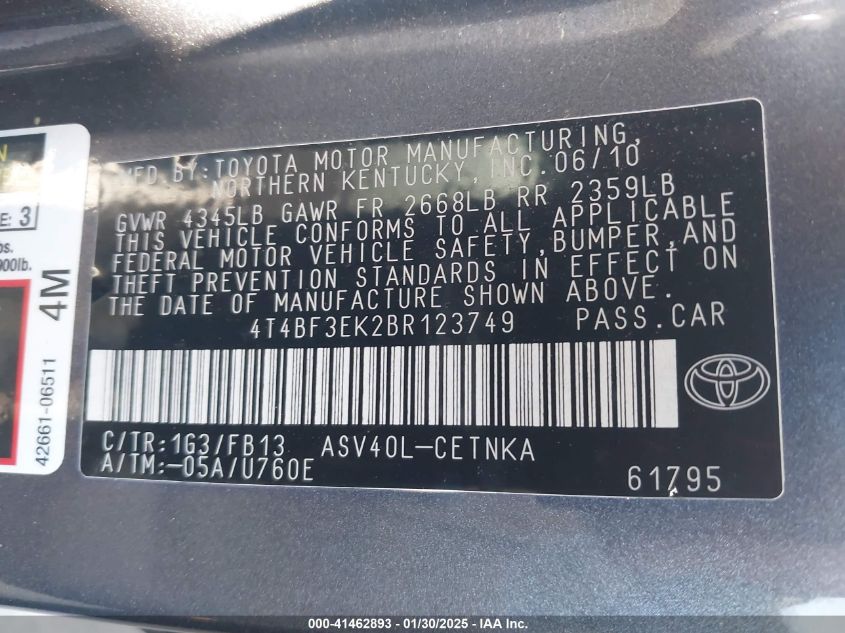 MFD BY: TOYOTA MOTOR MANUFACTURING,
NORTHERN KENTUCKY, INC. 06/10
GVWR 4345LB GAWR FR 2668LB RR 2359LB
THIS VEHICLE CONFORMS TO ALL APPLICABLE
FEDERAL MOTOR VEHICLE SAFETY, BUMPER, AND
THEFT PREVENTION STANDARDS IN EFFECT ON
THE DATE OF MANUFACTURE SHOWN ABOVE.
4T4BF3EK2BR123749 PASS.CAR
C/TR:1G3/FB13 ASV40L-CETNKA
A/TM:-05A/U760E
61795
E: 3
900lb.
4M
42661-06511
000-41462893 - 01/30/2025 - IAA Inc.